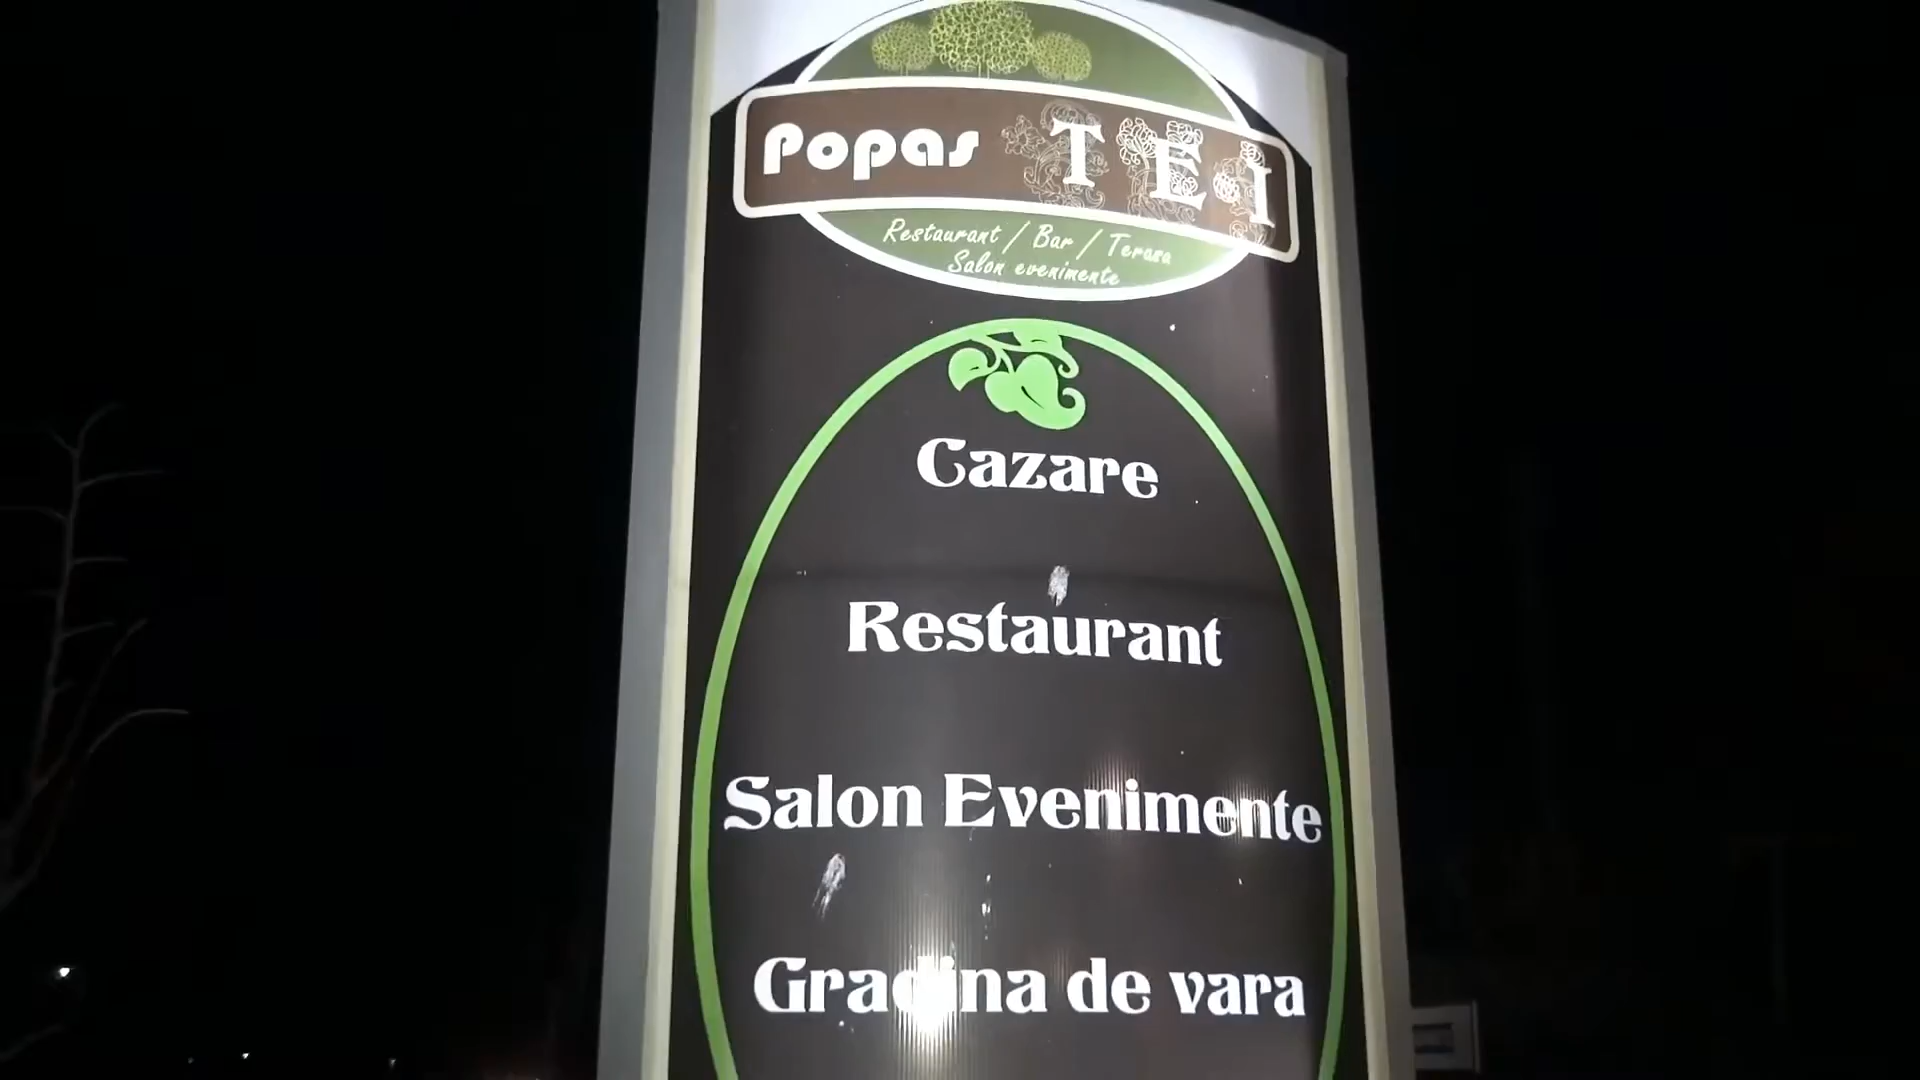 Popas TEI
Restaurant / Bar / Terasa
Salon evenimente
Cazare
Restaurant
Salon Evenimente
Gradina de vara